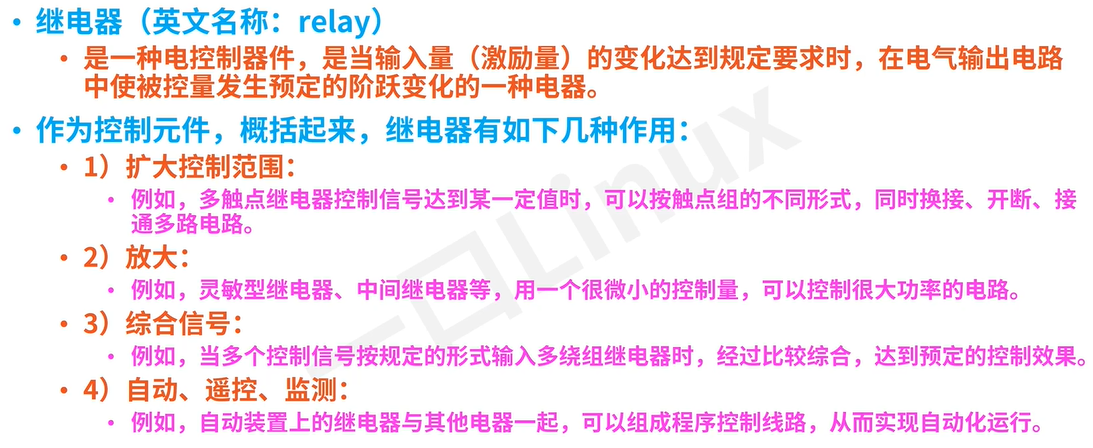 • 继电器（英文名称：relay）
• 是一种电控制器件，是当输入量（激励量）的变化达到规定要求时，在电气输出电路
中使被控量发生预定的阶跃变化的一种电器。
• 作为控制元件，概括起来，继电器有如下几种作用：
• 1）扩大控制范围：
• 例如，多触点继电器控制信号达到某一定值时，可以按触点组的不同形式，同时换接、开断、接
通多路电路。
• 2）放大：
• 例如，灵敏型继电器、中间继电器等，用一个很微小的控制量，可以控制很大功率的电路。
• 3）综合信号：
• 例如，当多个控制信号按规定的形式输入多绕组继电器时，经过比较综合，达到预定的控制效果。
• 4）自动、遥控、监测：
• 例如，自动装置上的继电器与其他电器一起，可以组成程序控制线路，从而实现自动化运行。
一口Linux